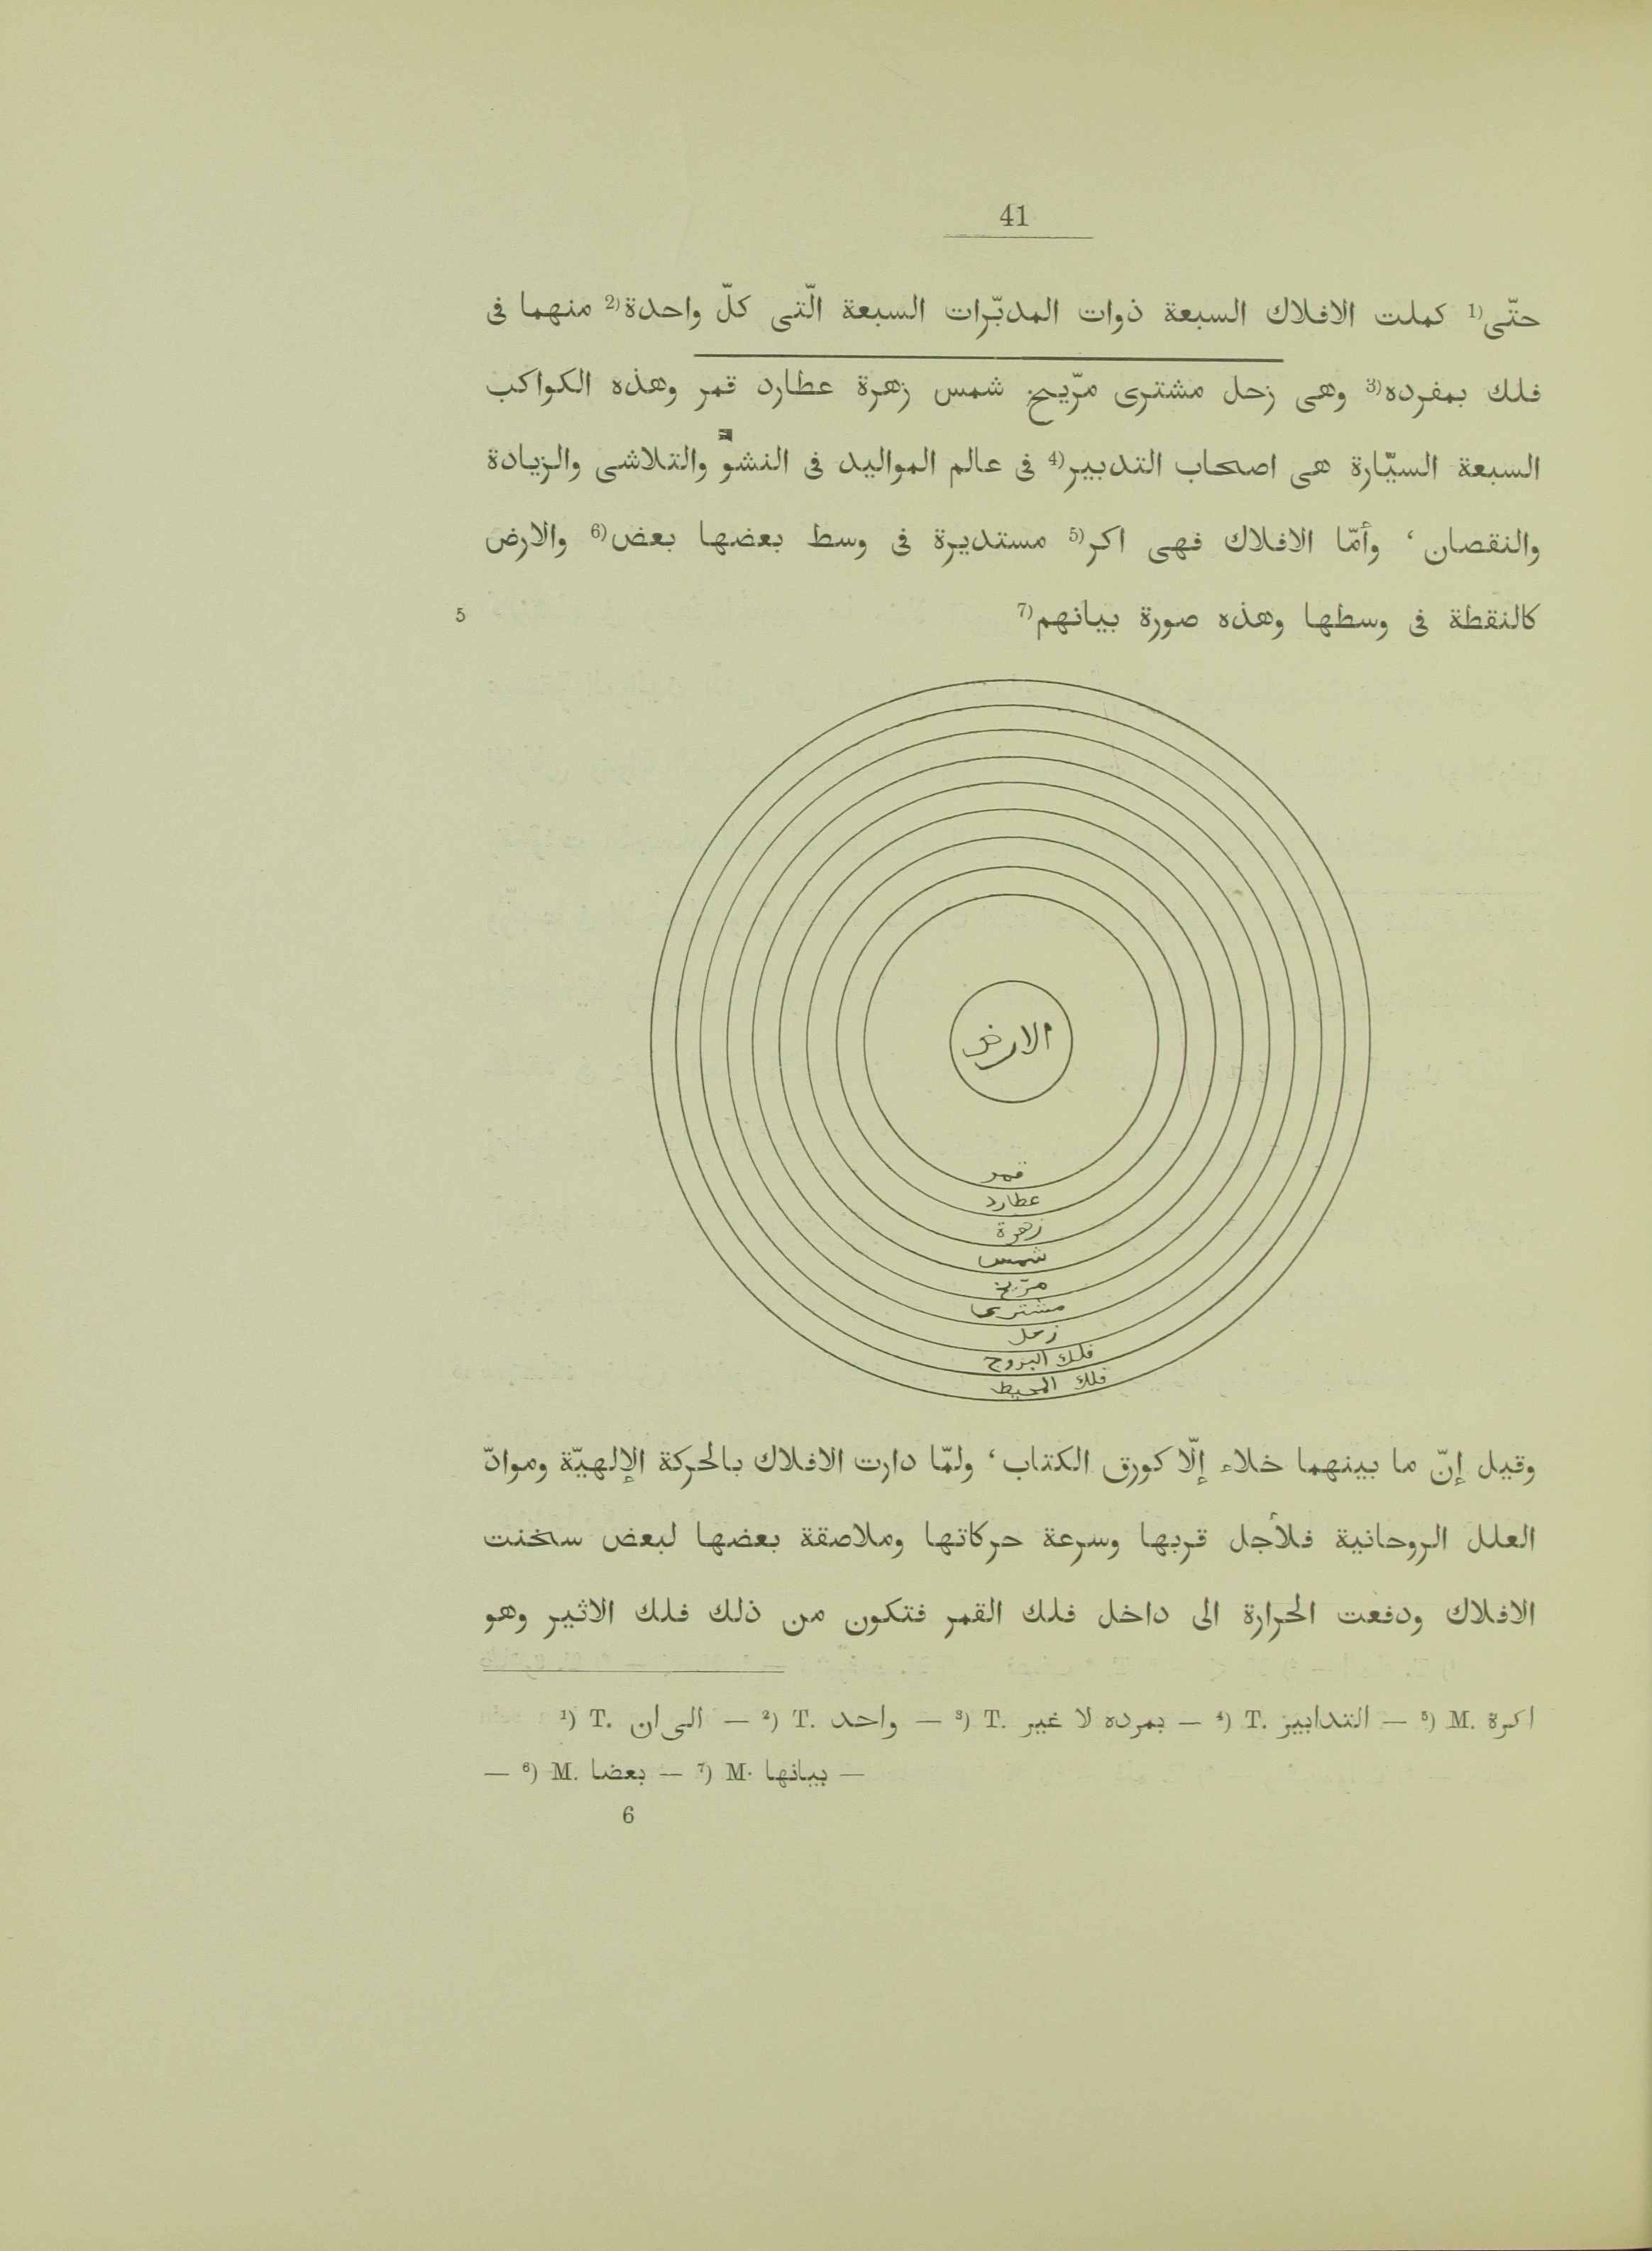 41
حتّى¹⁾ كملت الافلاك السبعة ذوات المدبّرات السبعة الّتى كلّ واحدة²⁾ منهما فى
فلك بمفرده³⁾ وهى زحل مشترى مرّيخ شمس زهرة عطارد قمر وهذه الكواكب
السبعة السيّارة هى اصحاب التدبير⁴⁾ فى عالم المواليد فى النشوّ والتلاشى والزيادة
والنقصان، وأمّا الافلاك فهى اكر⁵⁾ مستديرة فى وسط بعضها بعض⁶⁾ والارض
كالنقطة فى وسطها وهذه صورة بيانهم⁷⁾ 5
الارض
قمر
عطارد
زهرة
شمس
مرّيخ
مشترى
زحل
فلك البروج
فلك المحيط
وقيل إنّ ما بينهما خلاء إلّا كورق الكتاب، ولمّا دارت الافلاك بالحركة الإلهيّة وموادّ
العلل الروحانية فلأجل قربها وسرعة حركاتها وملاصقة بعضها لبعض سخنت
الافلاك ودفعت الحرارة الى داخل فلك القمر فتكون من ذلك فلك الاثير وهو
¹) T. الى ان — ²) T. واحد — ³) T. بمرده لا غير — ⁴) T. التدابير — ⁵) M. اكرة
— ⁶) M. بعضا — ⁷) M. بيانها —
6